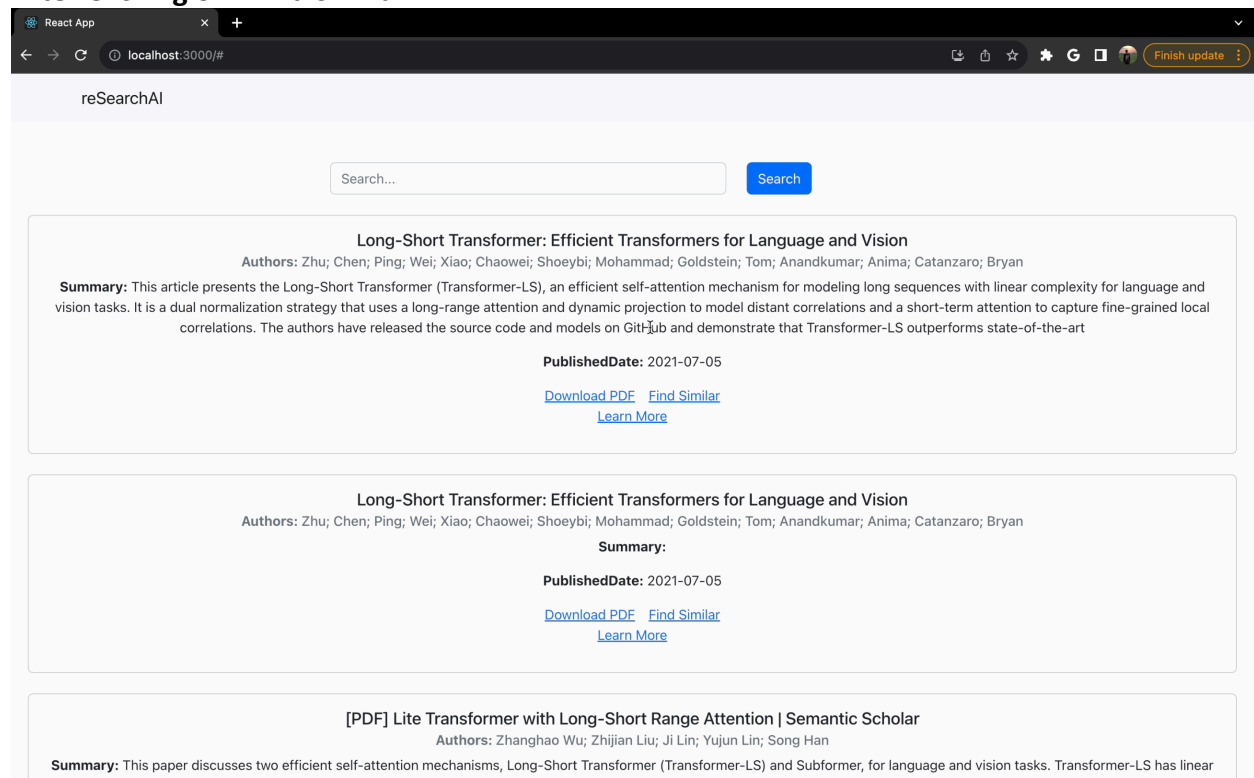 React App
localhost:3000/#
Finish update
reSearchAI
Search...
Search
Long-Short Transformer: Efficient Transformers for Language and Vision
Authors: Zhu; Chen; Ping; Wei; Xiao; Chaowei; Shoeybi; Mohammad; Goldstein; Tom; Anandkumar; Anima; Catanzaro; Bryan
Summary: This article presents the Long-Short Transformer (Transformer-LS), an efficient self-attention mechanism for modeling long sequences with linear complexity for language and
vision tasks. It is a dual normalization strategy that uses a long-range attention and dynamic projection to model distant correlations and a short-term attention to capture fine-grained local
correlations. The authors have released the source code and models on GitHub and demonstrate that Transformer-LS outperforms state-of-the-art
PublishedDate: 2021-07-05
Download PDF Find Similar
Learn More
Long-Short Transformer: Efficient Transformers for Language and Vision
Authors: Zhu; Chen; Ping; Wei; Xiao; Chaowei; Shoeybi; Mohammad; Goldstein; Tom; Anandkumar; Anima; Catanzaro; Bryan
Summary:
PublishedDate: 2021-07-05
Download PDF Find Similar
Learn More
[PDF] Lite Transformer with Long-Short Range Attention | Semantic Scholar
Authors: Zhanghao Wu; Zhijian Liu; Ji Lin; Yujun Lin; Song Han
Summary: This paper discusses two efficient self-attention mechanisms, Long-Short Transformer (Transformer-LS) and Subformer, for language and vision tasks. Transformer-LS has linear